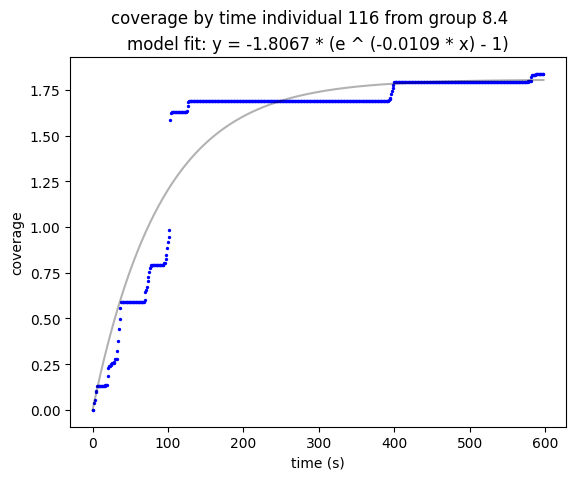 coverage by time individual 116 from group 8.4
model fit: y = -1.8067 * (e ^ (-0.0109 * x) - 1)
1.75
1.50
1.25
1.00
0.75
0.50
0.25
0.00
coverage
0 100 200 300 400 500 600
time (s)